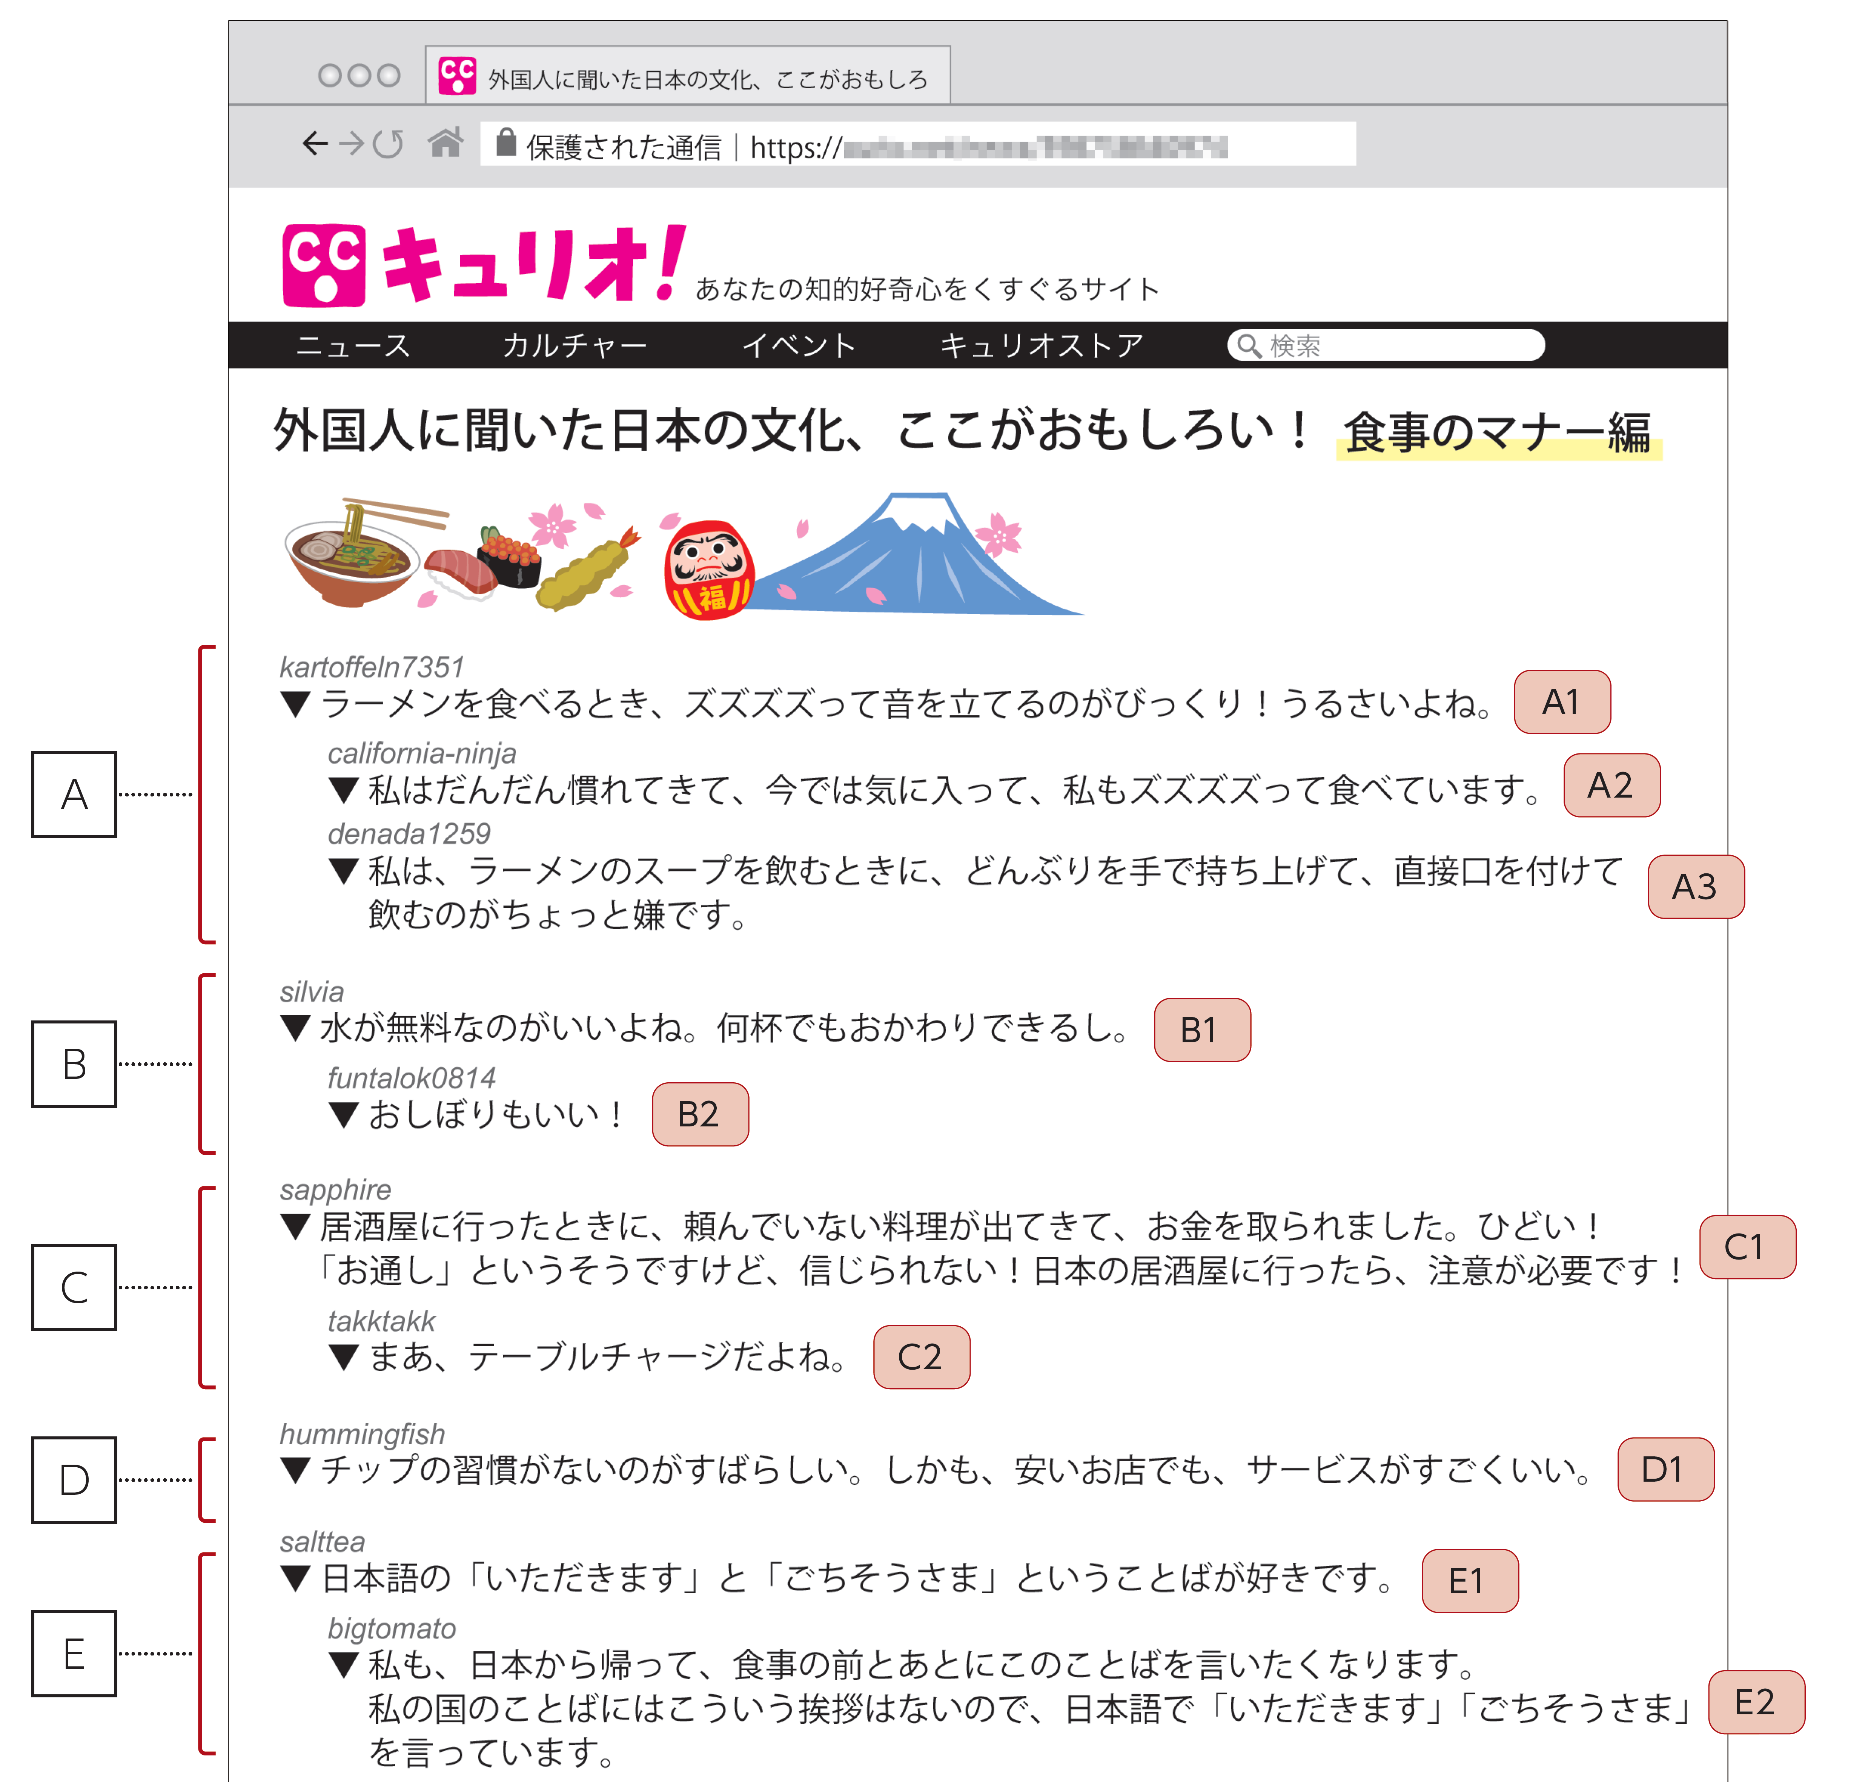 外国人に聞いた日本の文化、ここがおもしろ
保護された通信｜https://
キュリオ！ あなたの知的好奇心をくすぐるサイト
ニュース カルチャー イベント キュリオストア 検索
外国人に聞いた日本の文化、ここがおもしろい！ 食事のマナー編
福
A
kartoffeln7351
▼ ラーメンを食べるとき、ズズズズって音を立てるのがびっくり！うるさいよね。 A1
california-ninja
▼ 私はだんだん慣れてきて、今では気に入って、私もズズズズって食べています。 A2
denada1259
▼ 私は、ラーメンのスープを飲むときに、どんぶりを手で持ち上げて、直接口を付けて
飲むのがちょっと嫌です。 A3
B
silvia
▼ 水が無料なのがいいよね。何杯でもおかわりできるし。 B1
funtalok0814
▼ おしぼりもいい！ B2
C
sapphire
▼ 居酒屋に行ったときに、頼んでいない料理が出てきて、お金を取られました。ひどい！
「お通し」というそうですけど、信じられない！日本の居酒屋に行ったら、注意が必要です！ C1
takktakk
▼ まあ、テーブルチャージだよね。 C2
D
hummingfish
▼ チップの習慣がないのがすばらしい。しかも、安いお店でも、サービスがすごくいい。 D1
E
salttea
▼ 日本語の「いただきます」と「ごちそうさま」ということばが好きです。 E1
bigtomato
▼ 私も、日本から帰って、食事の前とあとにこのことばを言いたくなります。
私の国のことばにはこういう挨拶はないので、日本語で「いただきます」「ごちそうさま」 E2
を言っています。